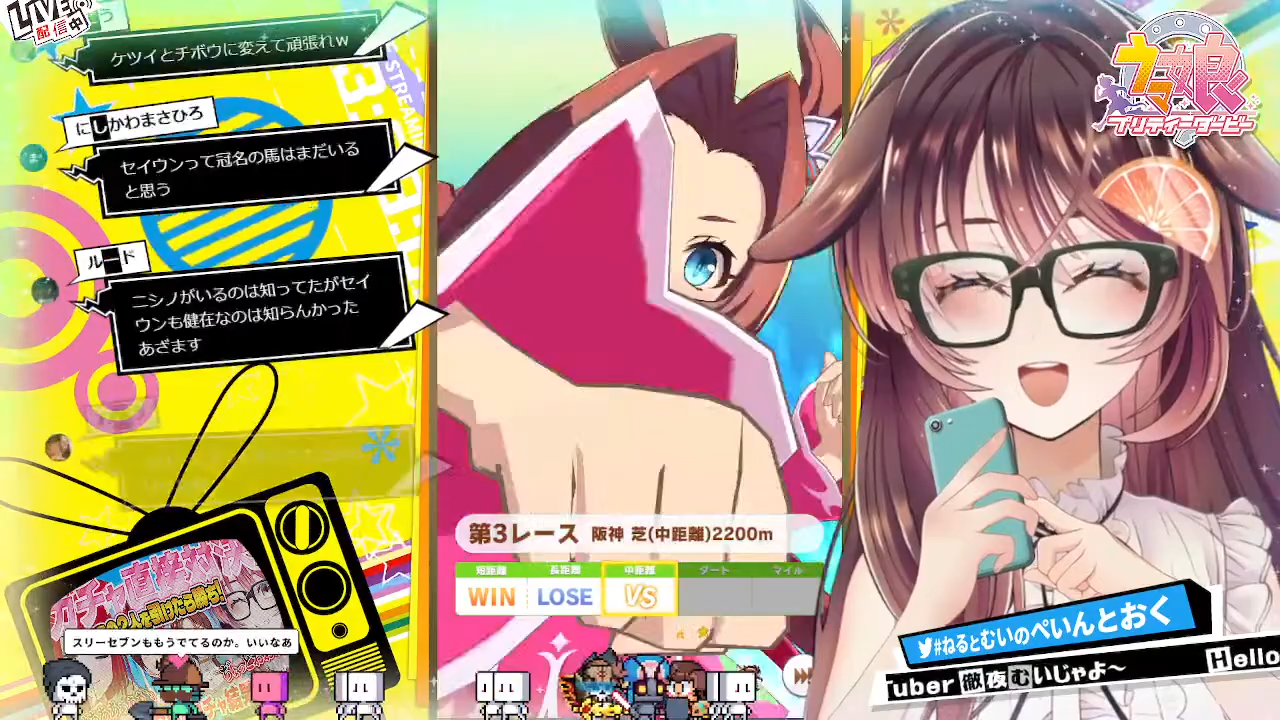 LIVE
配信中
う
ケツイとチボウに変えて頑張れw
STREAMI
にしかわまさひろ
セイウンって冠名の馬はまだいる
と思う
ルード
ニシノがいるのは知ってたがセイ
ウンも健在なのは知らんかった
あざます
ガチャ直接対決
スリーセブンももうでてるのか。いいなあ
第3レース 阪神 芝(中距離)2200m
短距離 長距離 中距離 ダート マイル
WIN LOSE VS
ウマ娘
プリティーダービー
#ねるとむいのぺいんとおく
Tuber 徹夜むいじゃよ～ Hello